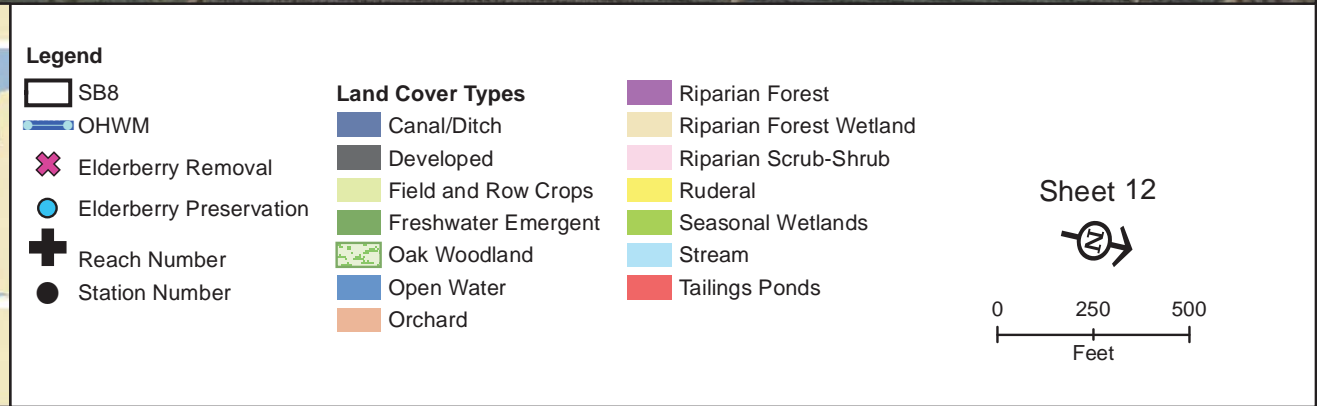 Legend
SB8
OHWM
Elderberry Removal
Elderberry Preservation
Reach Number
Station Number
Land Cover Types
Canal/Ditch
Developed
Field and Row Crops
Freshwater Emergent
Oak Woodland
Open Water
Orchard
Riparian Forest
Riparian Forest Wetland
Riparian Scrub-Shrub
Ruderal
Seasonal Wetlands
Stream
Tailings Ponds
Sheet 12
N
0 250 500
Feet